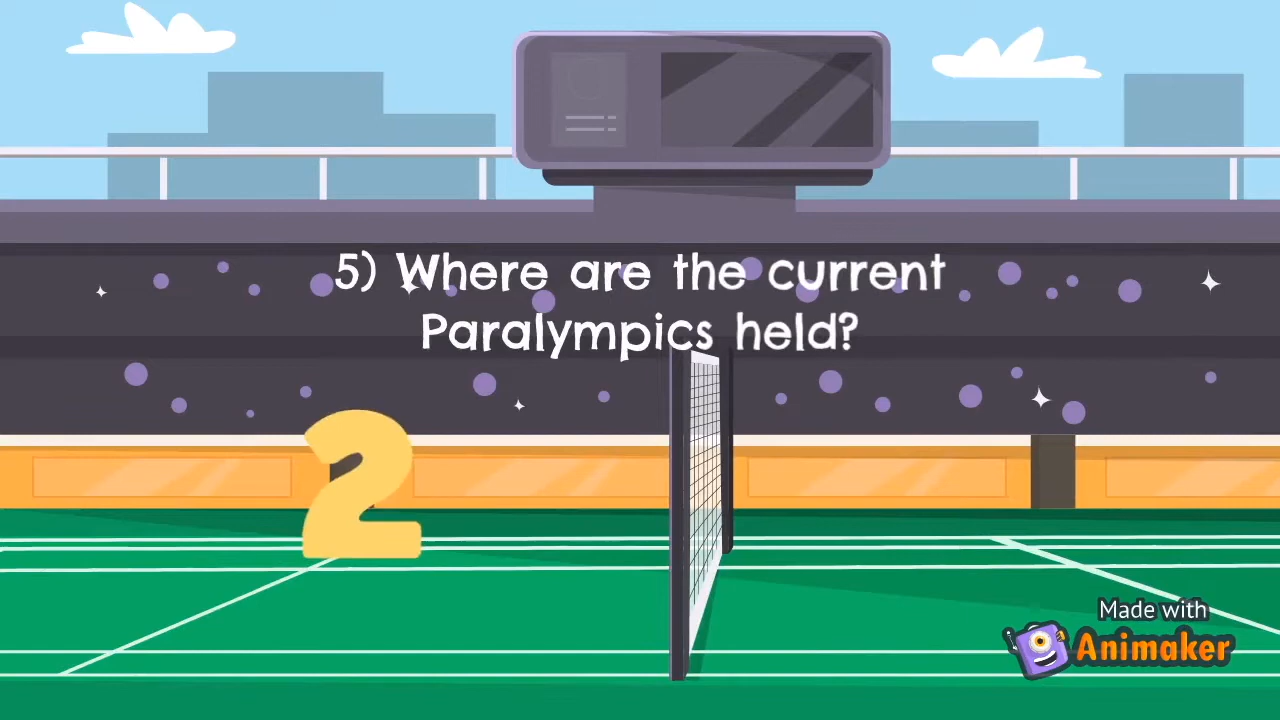 5) Where are the current
Paralympics held?
2
Made with
Animaker